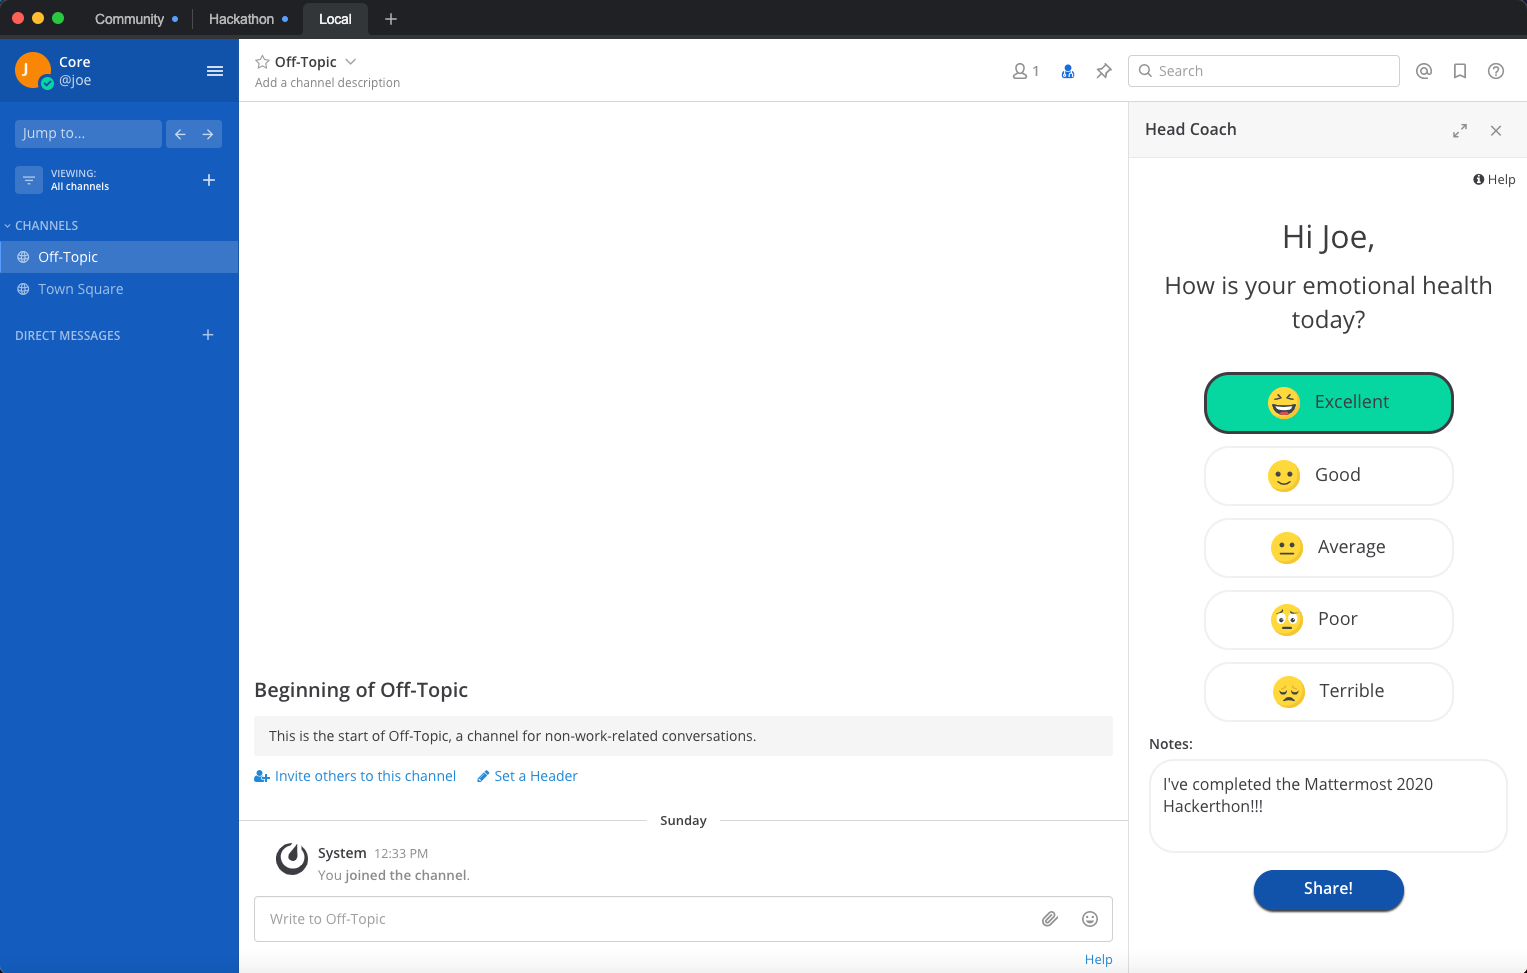 Community
Hackathon
Local
J
Core
@joe
Jump to...
VIEWING:
All channels
CHANNELS
Off-Topic
Town Square
DIRECT MESSAGES
Off-Topic
Add a channel description
1
Search
Beginning of Off-Topic
This is the start of Off-Topic, a channel for non-work-related conversations.
Invite others to this channel
Set a Header
Sunday
System 12:33 PM
You joined the channel.
Write to Off-Topic
Help
Head Coach
Help
Hi Joe,
How is your emotional health
today?
Excellent
Good
Average
Poor
Terrible
Notes:
I've completed the Mattermost 2020
Hackerthon!!!
Share!